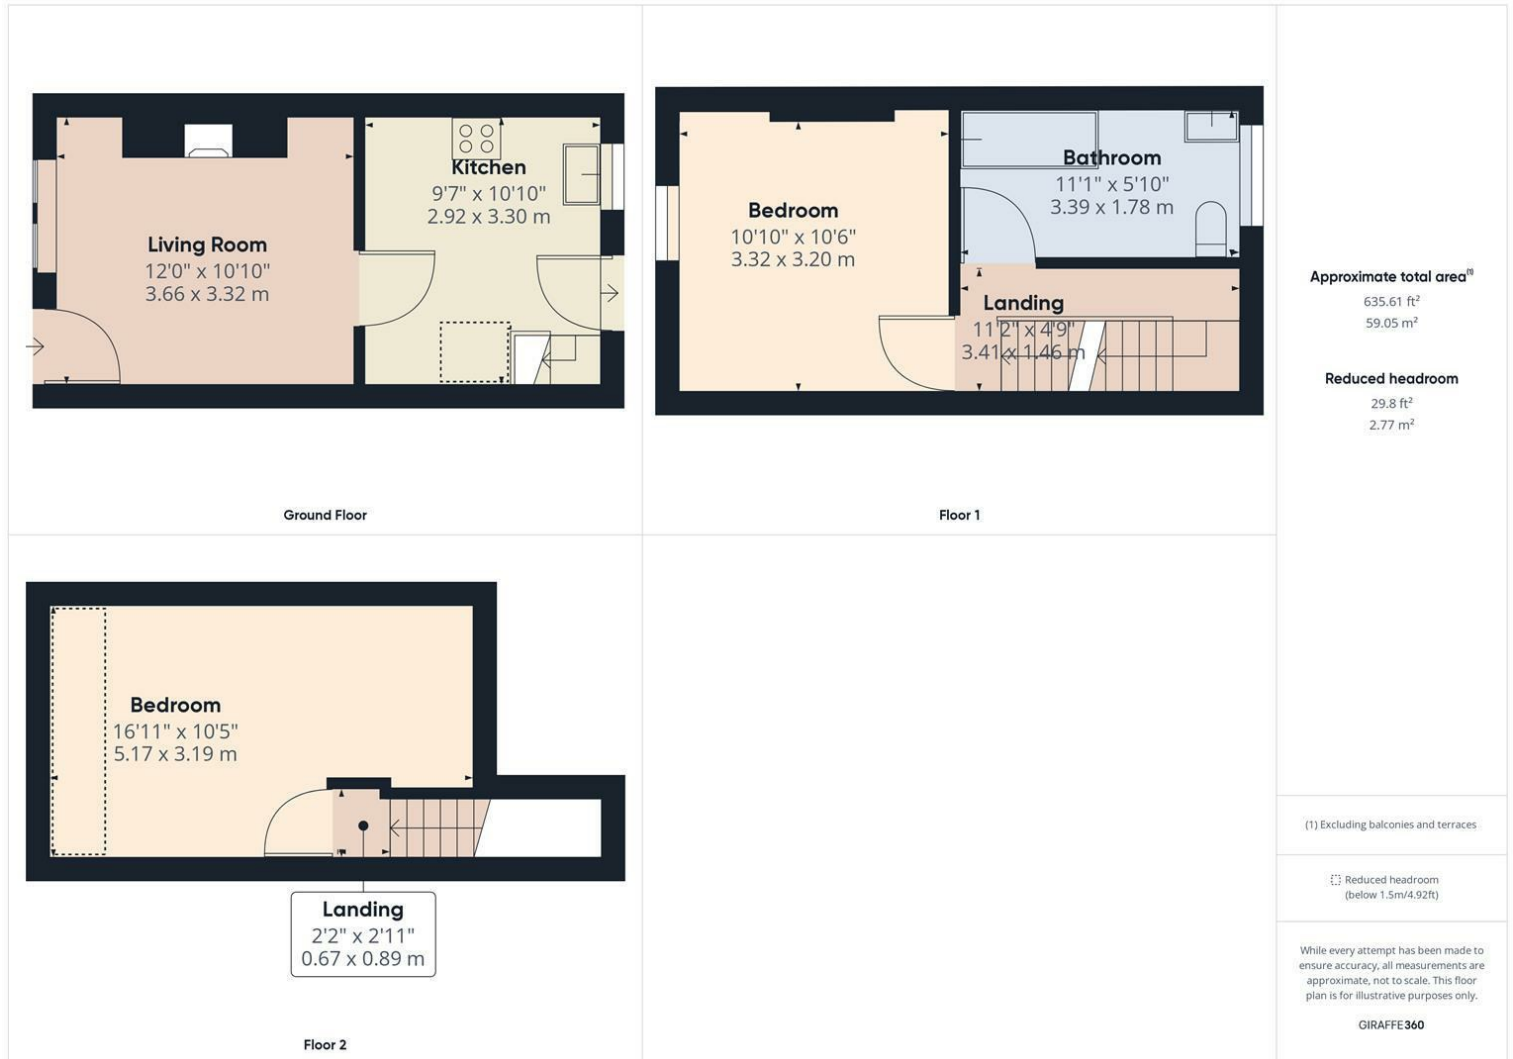 Living Room
12'0" x 10'10"
3.66 x 3.32 m
Kitchen
9'7" x 10'10"
2.92 x 3.30 m
Ground Floor
Bedroom
10'10" x 10'6"
3.32 x 3.20 m
Bathroom
11'1" x 5'10"
3.39 x 1.78 m
Landing
11'2" x 4'9"
3.41 x 1.46 m
Floor 1
Bedroom
16'11" x 10'5"
5.17 x 3.19 m
Landing
2'2" x 2'11"
0.67 x 0.89 m
Floor 2
Approximate total area(1)
635.61 ft²
59.05 m²
Reduced headroom
29.8 ft²
2.77 m²
(1) Excluding balconies and terraces
Reduced headroom
(below 1.5m/4.92ft)
While every attempt has been made to
ensure accuracy, all measurements are
approximate, not to scale. This floor
plan is for illustrative purposes only.
GIRAFFE360